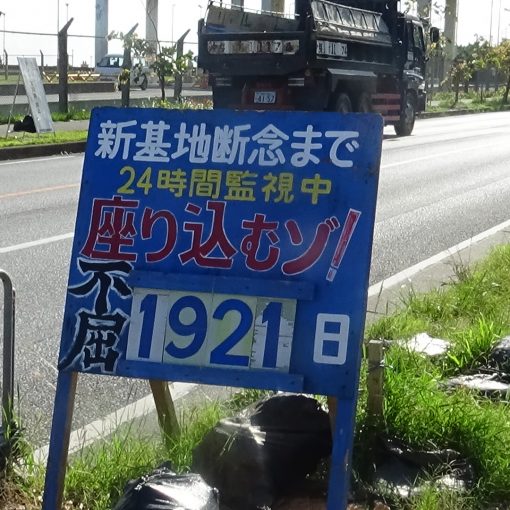 新基地断念まで
24時間監視中
座り込むゾ!
不屈
1921日